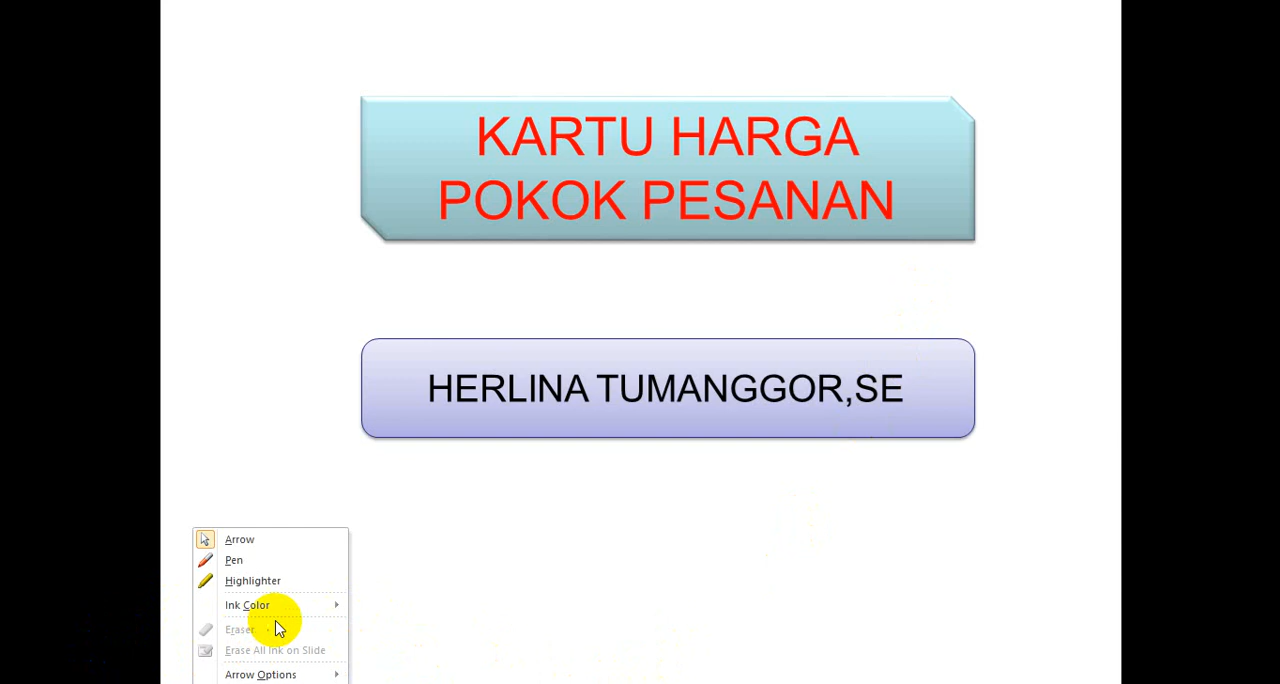 KARTU HARGA
POKOK PESANAN
HERLINA TUMANGGOR,SE
Arrow
Pen
Highlighter
Ink Color
Eraser
Erase All Ink on Slide
Arrow Options